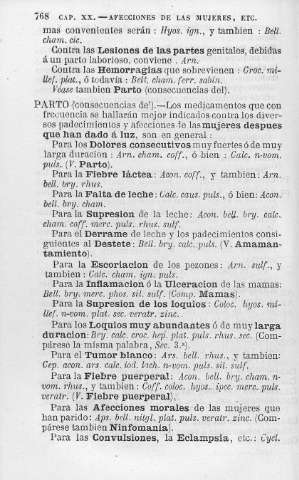 768 CAP. XX.—AFECCIONES DE LAS MUJERES, ETC.
mas convenientes serán: Hyos. ign., y tambien : Bell.
cham. cic.
Contra las Lesiones de las partes genitales, debidas
á un parto laborioso, conviene : Arn.
Contra las Hemorragias que sobrevienen : Croc. mi-
llef. plat., ó todavía : Bell. cham. ferr. sabin.
Véase tambien Parto (consecuencias del).
PARTO (consecuencias del).—Los medicamentos que con
frecuencia se hallarán mejor indicados contra los diver-
sos padecimientos y afecciones de las mujeres despues
que han dado á luz, son en general :
Para los Dolores consecutivos muy fuertes ó de muy
larga duracion : Arn. cham. coff., ó bien : Calc. n-vom.
puls. (V. Parto).
Para la Fiebre láctea: Acon. coff., y tambien: Arn.
bell. bry. rhus.
Para la Falta de leche: Calc. caus. puls., ó bien: Acon.
bell. bry. cham.
Para la Supresion de la leche: Acon. bell. bry. calc.
cham. coff. merc. puls. rhus. sulf.
Para el Derrame de leche y los padecimientos consi-
guientes al Destete: Bell. bry. calc. puls. (V. Amaman-
tamiento).
Para la Escoriacion de los pezones: Arn. sulf., y
tambien : Calc. cham. ign. puls.
Para la Inflamacion ó la Ulceracion de las mamas:
Bell. bry. merc. phos. sil. sulf. (Comp. Mamas).
Para la Supresion de los loquios: Coloc. hyos. mi-
llef. n-vom. plat. sec. veratr. zinc.
Para los Loquios muy abundantes ó de muy larga
duracion: Bry. calc. croc. hep. plat. puls. rhus. sec. (Com-
párese la misma palabra, Sec. 3.ª).
Para el Tumor blanco: Ars. bell. rhus., y tambien:
Cep. acon. ars. calc. iod. lach. n-vom. puls. sil. sulf.
Para la Fiebre puerperal: Acon. bell. bry. cham. n-
vom. rhus., y tambien : Coff. coloc. hyos. ipec. merc. puls.
veratr. (V. Fiebre puerperal).
Para las Afecciones morales de las mujeres que
han parido: Aps. bell. nitgl. plat. puls. veratr. zinc. (Com-
párese tambien Ninfomania).
Para las Convulsiones, la Eclampsia, etc.: Cycl.